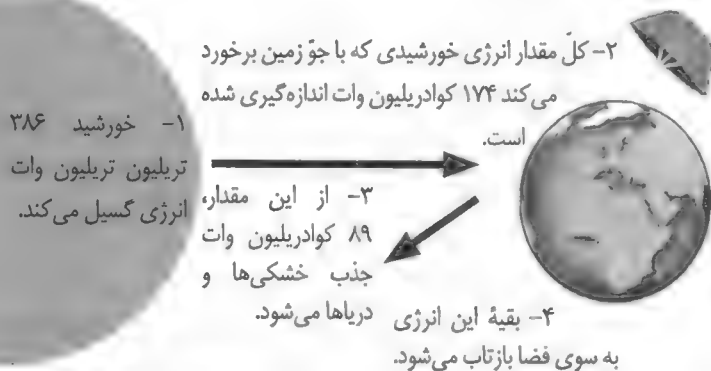 ۱- خورشید ۳۸۶
تریلیون تریلیون وات
انرژی گسیل می‌کند.
۲- کلّ مقدار انرژی خورشیدی که با جوّ زمین برخورد
می‌کند ۱۷۴ کوادریلیون وات اندازه‌گیری شده
است.
۳- از این مقدار،
۸۹ کوادریلیون وات
جذب خشکی‌ها و
دریاها می‌شود.
۴- بقیهٔ این انرژی
به سوی فضا بازتاب می‌شود.